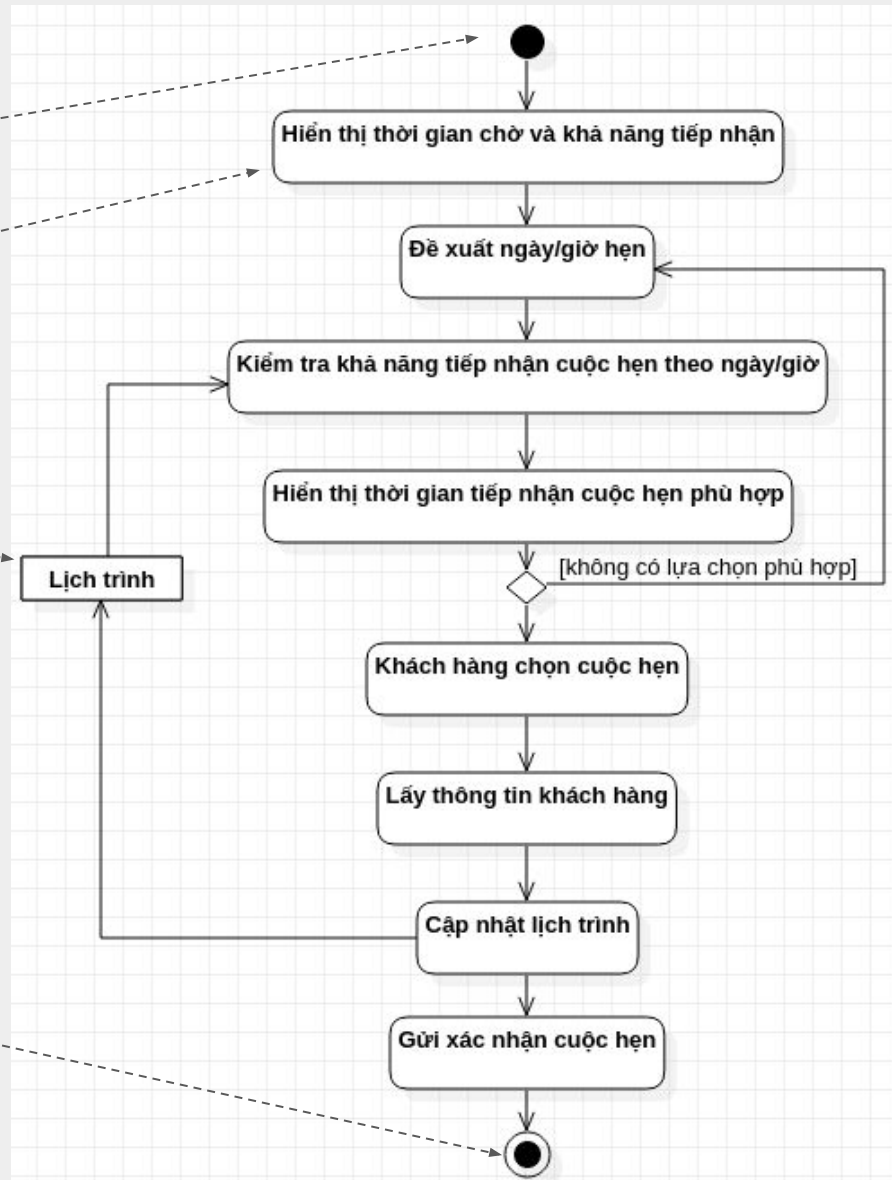 Hiển thị thời gian chờ và khả năng tiếp nhận
Đề xuất ngày/giờ hẹn
Kiểm tra khả năng tiếp nhận cuộc hẹn theo ngày/giờ
Hiển thị thời gian tiếp nhận cuộc hẹn phù hợp
[không có lựa chọn phù hợp]
Lịch trình
Khách hàng chọn cuộc hẹn
Lấy thông tin khách hàng
Cập nhật lịch trình
Gửi xác nhận cuộc hẹn